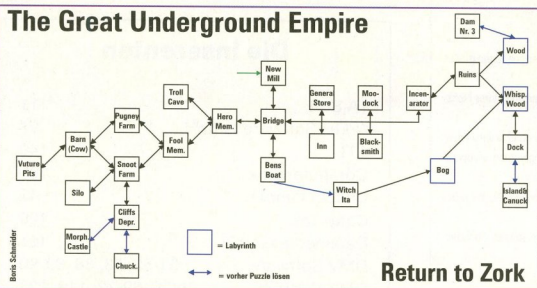 The Great Underground Empire
Dam
Nr. 3
Wood
New
Mill
Ruins
Troll
Cave
Genera
Store
Moo-
dock
Incen-
arator
Whisp.
Wood
Pugney
Farm
Hero
Mem.
Bridge
Barn
(Cow)
Fool
Mem.
Inn
Black-
smith
Dock
Vuture
Pits
Snoot
Farm
Bens
Boat
Bog
Silo
Witch
Ita
Island&
Canuck
Cliffs
Depr.
Morph.
Castle
Chuck.
= Labyrinth
= vorher Puzzle lösen
Boris Schneider
Return to Zork